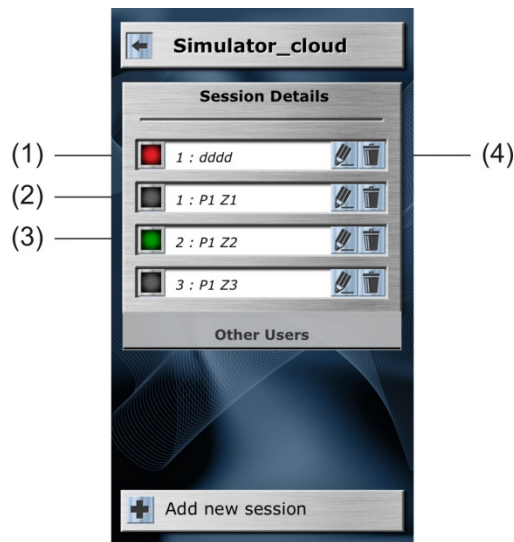 Simulator_cloud
Session Details
(1) 1 : dddd (4)
(2) 1 : P1 Z1
(3) 2 : P1 Z2
3 : P1 Z3
Other Users
Add new session